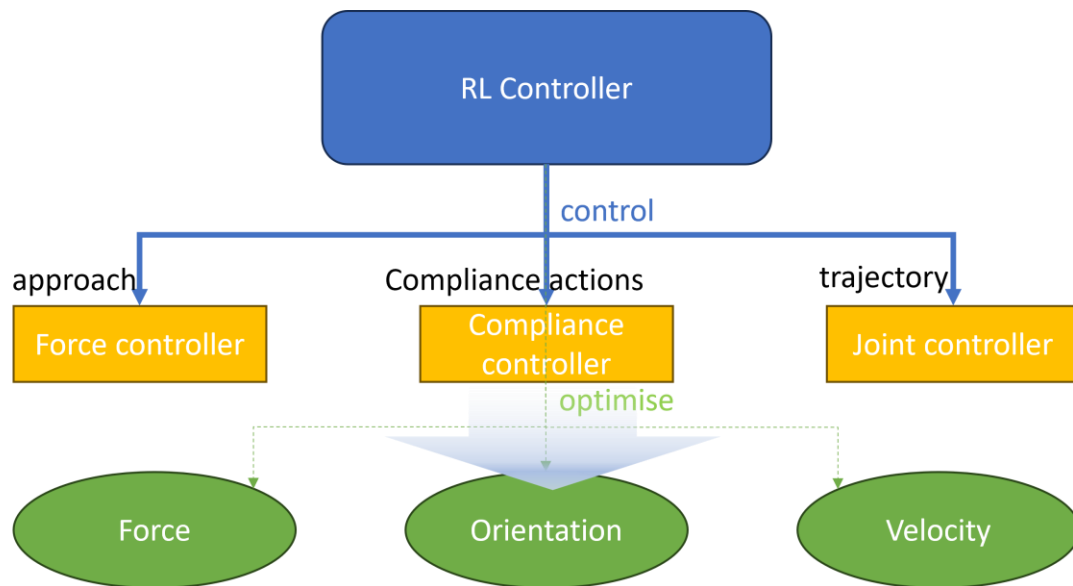 RL Controller
control
approach
Compliance actions
trajectory
Force controller
Compliance
controller
Joint controller
optimise
Force
Orientation
Velocity